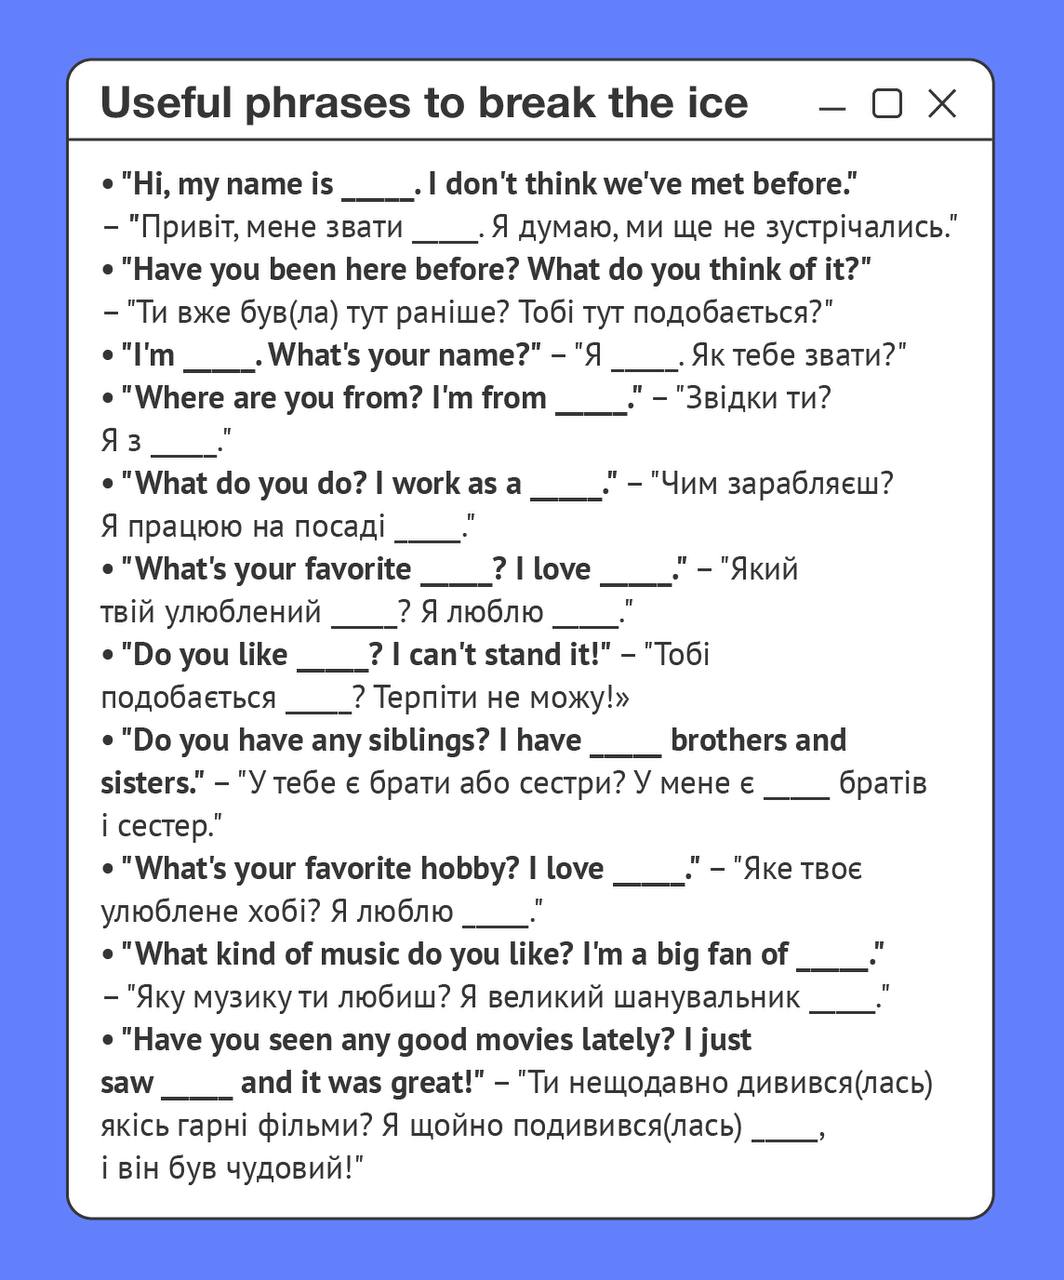 Useful phrases to break the ice
• "Hi, my name is _____. I don't think we've met before."
– "Привіт, мене звати _____. Я думаю, ми ще не зустрічались."
• "Have you been here before? What do you think of it?"
– "Ти вже був(ла) тут раніше? Тобі тут подобається?"
• "I'm _____. What's your name?" – "Я _____. Як тебе звати?"
• "Where are you from? I'm from _____." – "Звідки ти?
Я з _____."
• "What do you do? I work as a _____." – "Чим заробляєш?
Я працюю на посаді _____."
• "What's your favorite _____? I love _____." – "Який
твій улюблений _____? Я люблю _____."
• "Do you like _____? I can't stand it!" – "Тобі
подобається _____? Терпіти не можу!»
• "Do you have any siblings? I have _____ brothers and
sisters." – "У тебе є брати або сестри? У мене є _____ братів
і сестер."
• "What's your favorite hobby? I love _____." – "Яке твоє
улюблене хобі? Я люблю _____."
• "What kind of music do you like? I'm a big fan of _____."
– "Яку музику ти любиш? Я великий шанувальник _____."
• "Have you seen any good movies lately? I just
saw _____ and it was great!" – "Ти нещодавно дивився(лась)
якісь гарні фільми? Я щойно подивився(лась) _____,
і він був чудовий!"